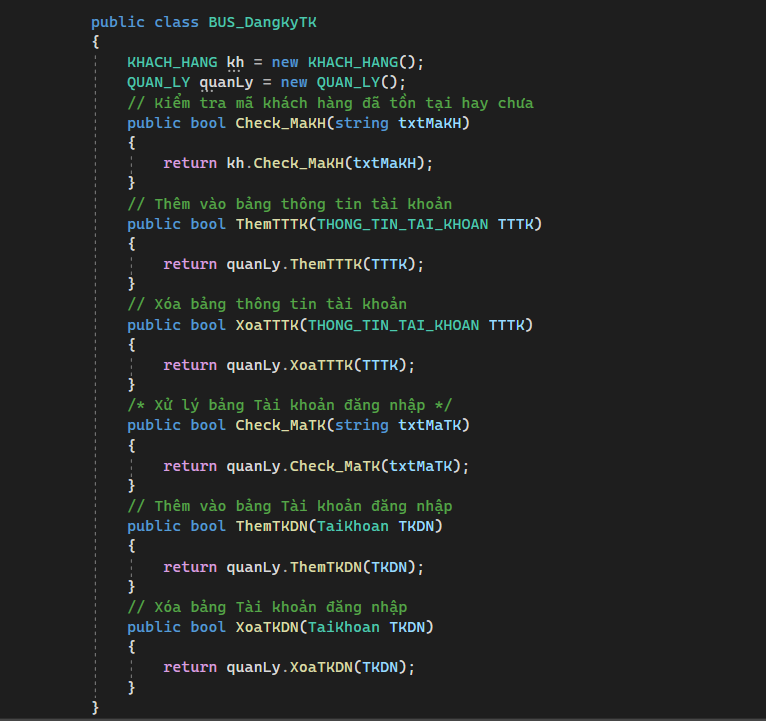 public class BUS_DangKyTK
{
KHACH_HANG kh = new KHACH_HANG();
QUAN_LY quanLy = new QUAN_LY();
// Kiểm tra mã khách hàng đã tồn tại hay chưa
public bool Check_MaKH(string txtMaKH)
{
return kh.Check_MaKH(txtMaKH);
}
// Thêm vào bảng thông tin tài khoản
public bool ThemTTTK(THONG_TIN_TAI_KHOAN TTTK)
{
return quanLy.ThemTTTK(TTTK);
}
// Xóa bảng thông tin tài khoản
public bool XoaTTTK(THONG_TIN_TAI_KHOAN TTTK)
{
return quanLy.XoaTTTK(TTTK);
}
/* Xử lý bảng Tài khoản đăng nhập */
public bool Check_MaTK(string txtMaTK)
{
return quanLy.Check_MaTK(txtMaTK);
}
// Thêm vào bảng Tài khoản đăng nhập
public bool ThemTKDN(TaiKhoan TKDN)
{
return quanLy.ThemTKDN(TKDN);
}
// Xóa bảng Tài khoản đăng nhập
public bool XoaTKDN(TaiKhoan TKDN)
{
return quanLy.XoaTKDN(TKDN);
}
}